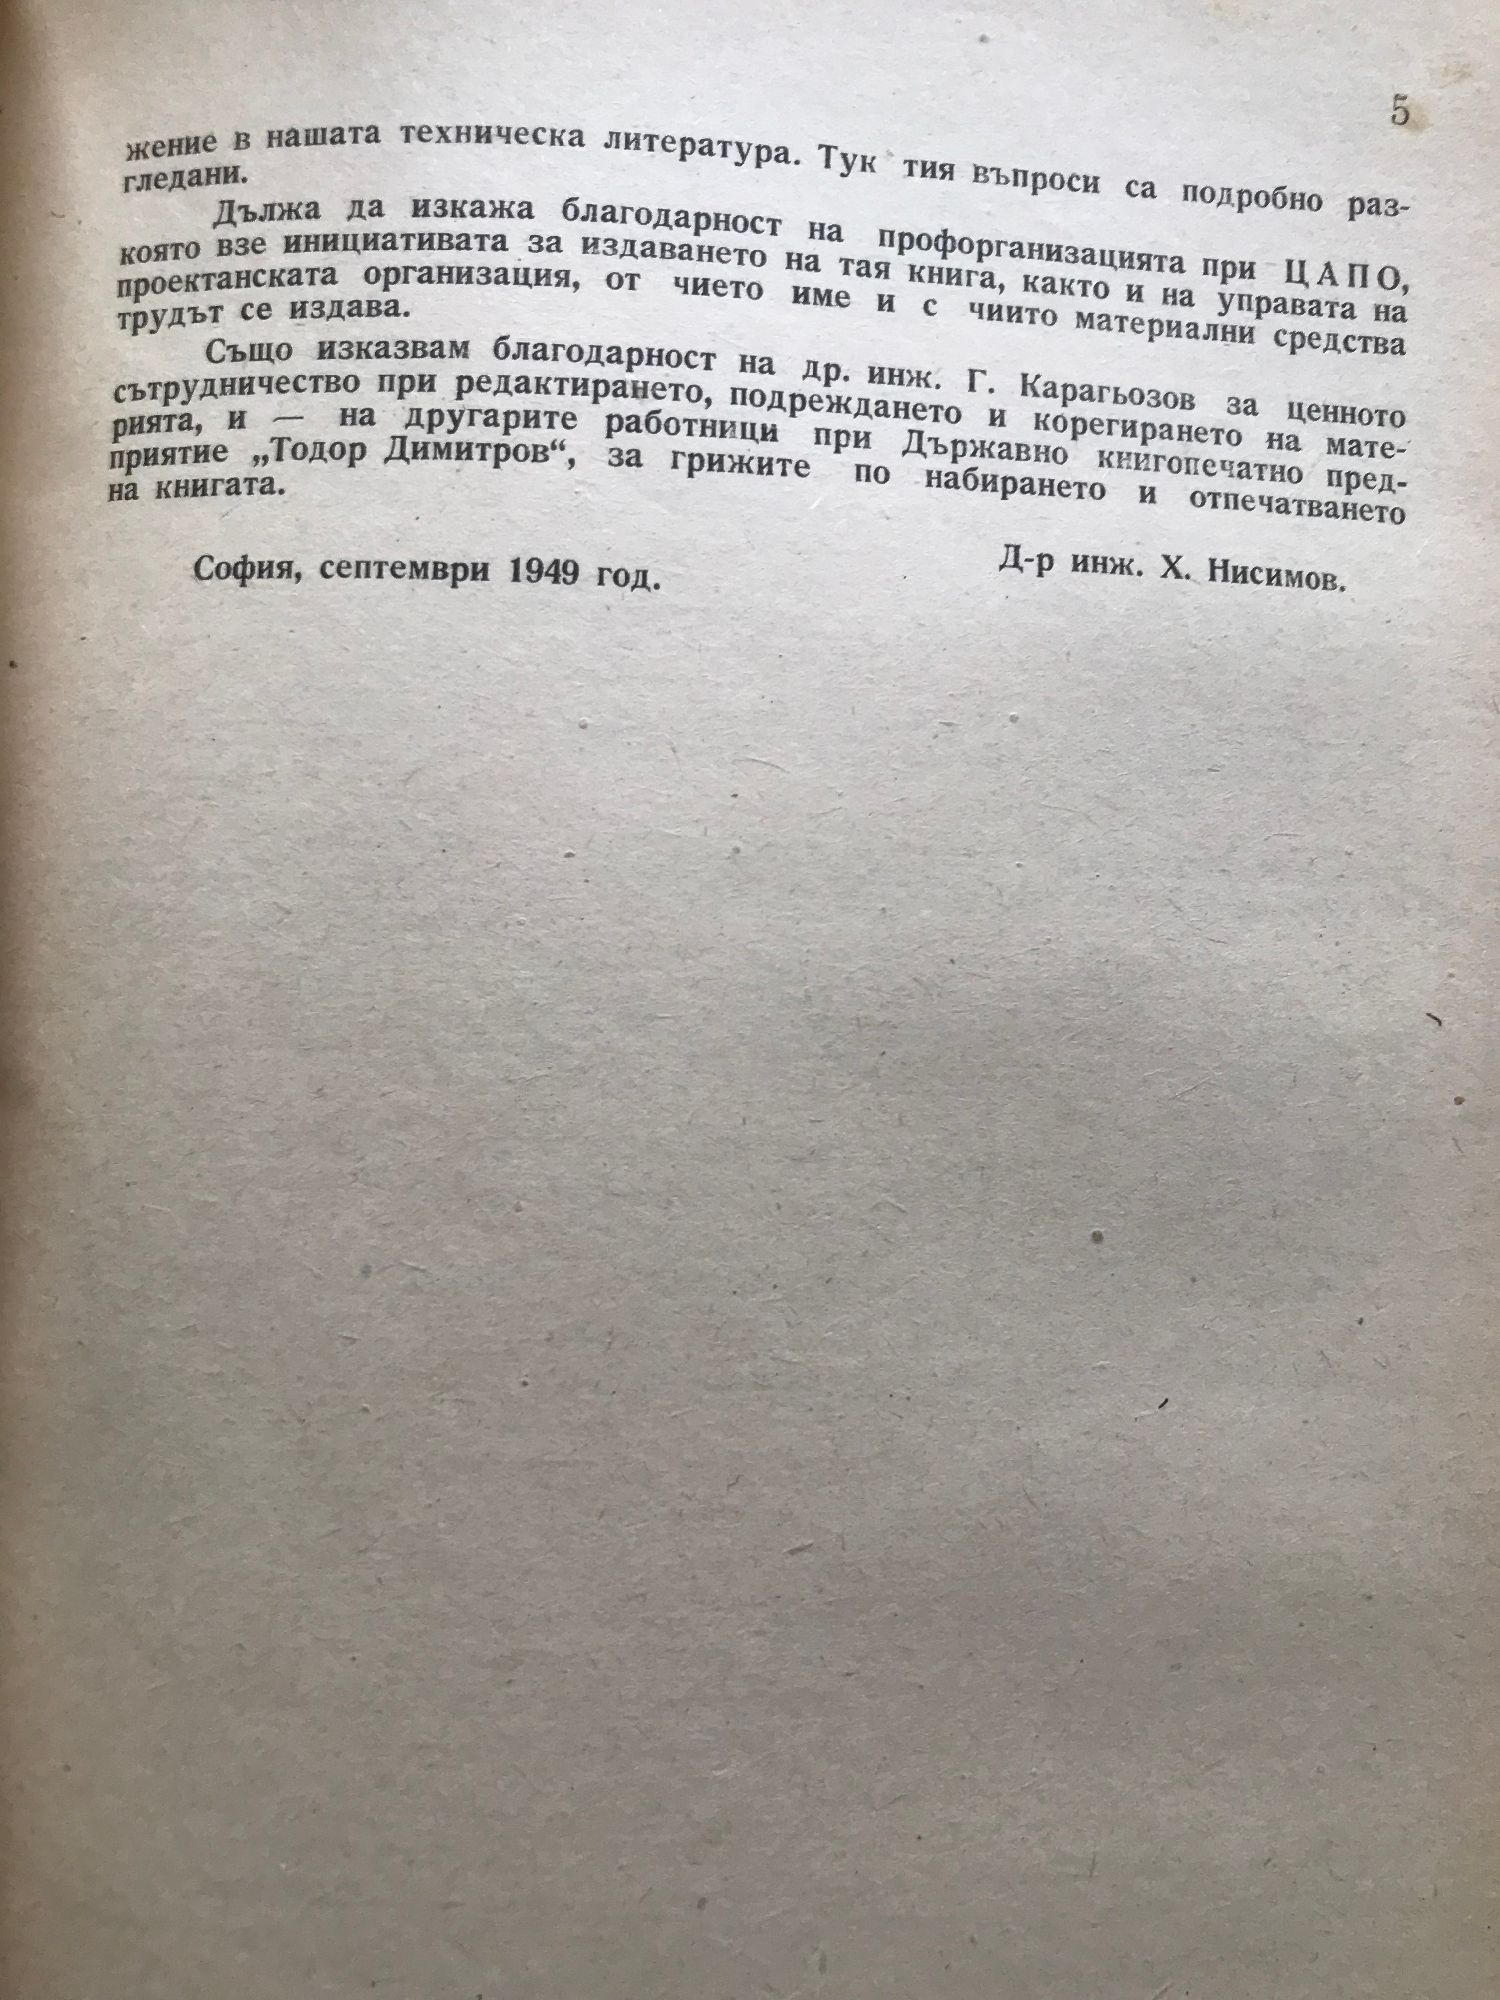 5
жение в нашата техническа литература. Тук тия въпроси са подробно раз-
гледани.
Дължа да изкажа благодарност на профорганизацията при ЦАПО,
която взе инициативата за издаването на тая книга, както и на управата на
проектанската организация, от чието име и с чиито материални средства
трудът се издава.
Също изказвам благодарност на др. инж. Г. Карагьозов за ценното
сътрудничество при редактирането, подреждането и корегирането на мате-
рията, и — на другарите работници при Държавно книгопечатно пред-
приятие „Тодор Димитров“, за грижите по набирането и отпечатването
на книгата.
София, септември 1949 год.
Д-р инж. Х. Нисимов.